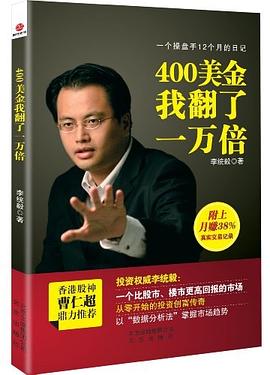 一个操盘手12个月的日记
400美金
我翻了
一万倍
李统毅◎著
附上
月赚38%
真实交易记录
香港股神
曹仁超
鼎力推荐
投资权威李统毅:
一个比股市、楼市更高回报的市场
从零开始的投资创富传奇
以“数据分析法”掌握市场趋势
400美金我翻了一万倍
李统毅◎著